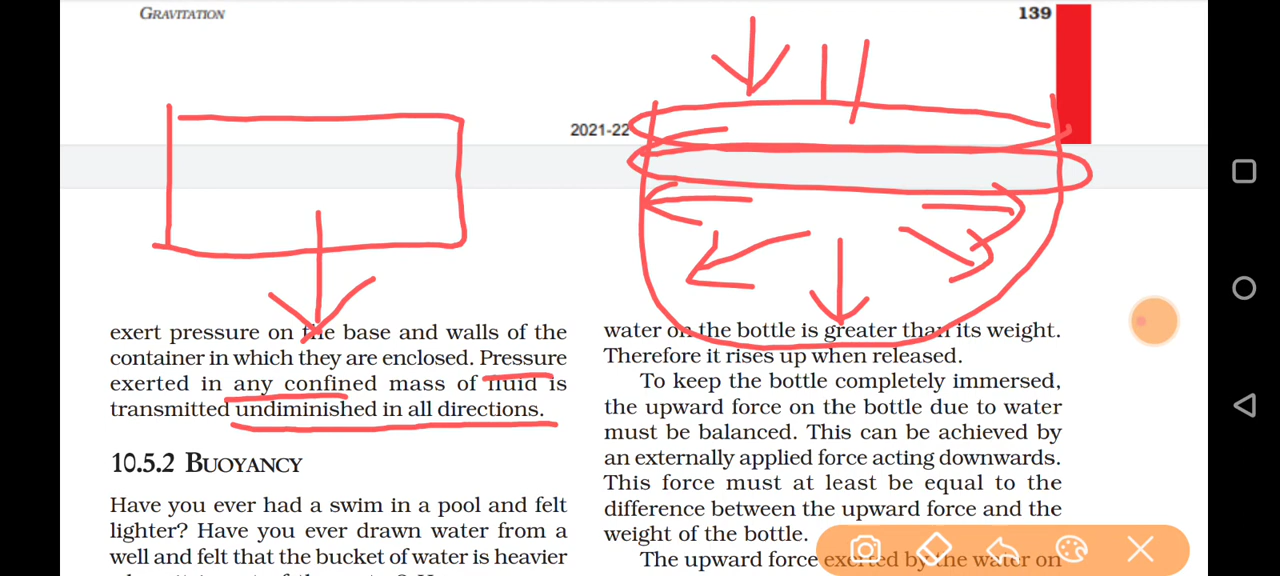 GRAVITATION
139
2021-22
exert pressure on the base and walls of the
container in which they are enclosed. Pressure
exerted in any confined mass of fluid is
transmitted undiminished in all directions.
10.5.2 BUOYANCY
Have you ever had a swim in a pool and felt
lighter? Have you ever drawn water from a
well and felt that the bucket of water is heavier
water on the bottle is greater than its weight.
Therefore it rises up when released.
To keep the bottle completely immersed,
the upward force on the bottle due to water
must be balanced. This can be achieved by
an externally applied force acting downwards.
This force must at least be equal to the
difference between the upward force and the
weight of the bottle.
The upward force exerted by the water on